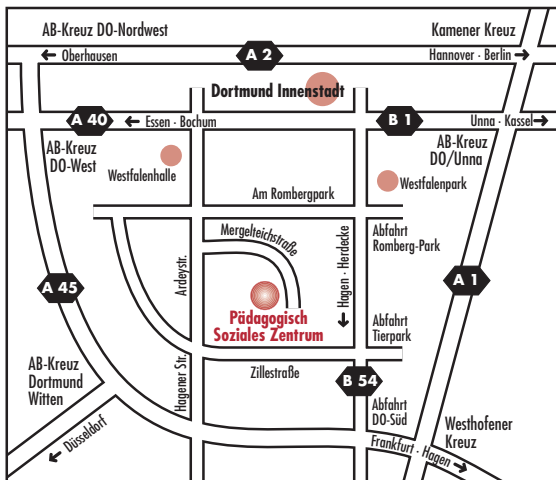 AB-Kreuz DO-Nordwest
Kamener Kreuz
Oberhausen
A 2
Hannover · Berlin
Dortmund Innenstadt
A 40
Essen · Bochum
B 1
Unna · Kassel
AB-Kreuz
DO-West
AB-Kreuz
DO/Unna
Westfalenhalle
Westfalenpark
Am Rombergpark
Mergelteichstraße
Ardeystr.
Hagen · Herdecke
Abfahrt
Romberg-Park
A 45
A 1
Pädagogisch
Soziales Zentrum
Abfahrt
Tierpark
Zillestraße
Hagener Str.
B 54
AB-Kreuz
Dortmund
Witten
Abfahrt
DO-Süd
Düsseldorf
Westhofener
Kreuz
Frankfurt · Hagen